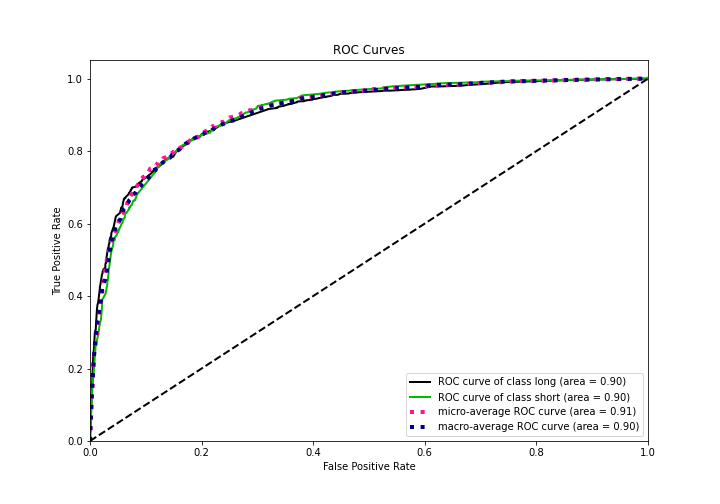 ROC Curves
True Positive Rate
1.0
0.8
0.6
0.4
0.2
0.0
ROC curve of class long (area = 0.90)
ROC curve of class short (area = 0.90)
micro-average ROC curve (area = 0.91)
macro-average ROC curve (area = 0.90)
0.0 0.2 0.4 0.6 0.8 1.0
False Positive Rate